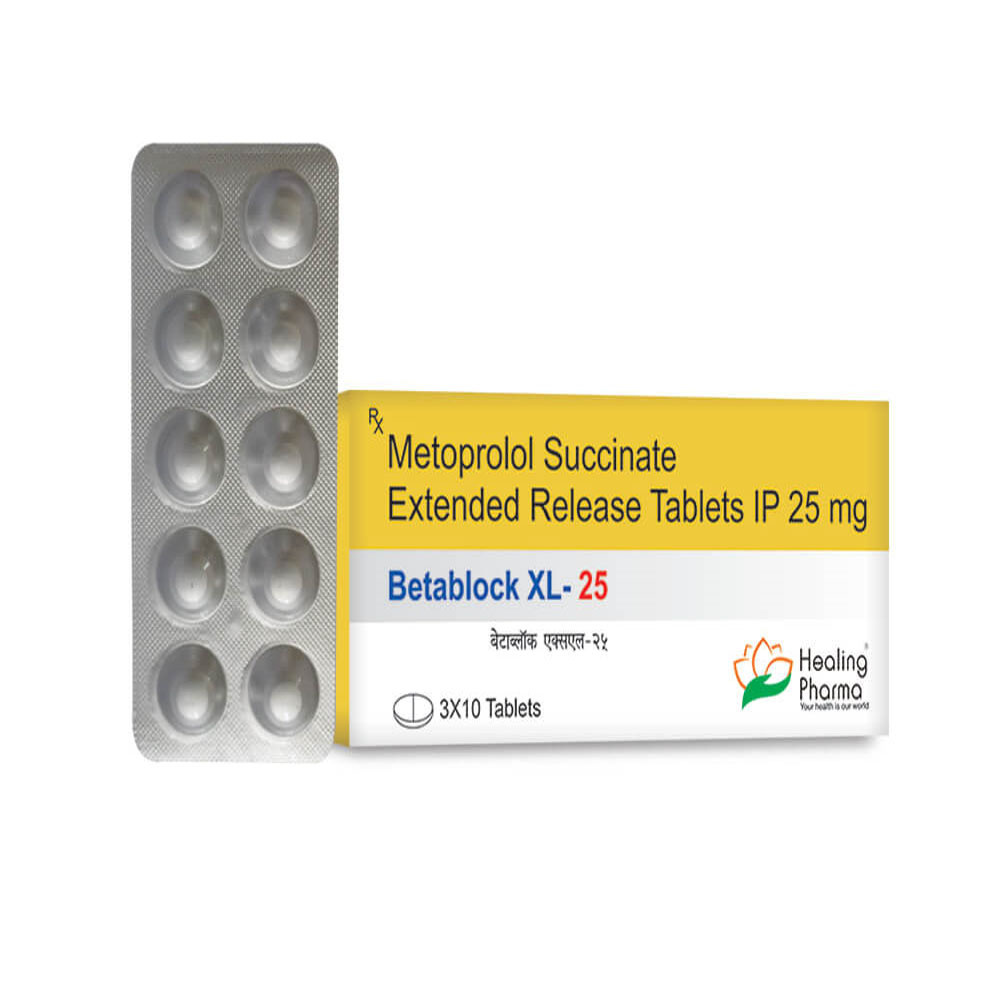 Rx
Metoprolol Succinate
Extended Release Tablets IP 25 mg
Betablock XL- 25
बेटाब्लॉक एक्सएल-२५
3X10 Tablets
Healing®
Pharma
Your health is our world